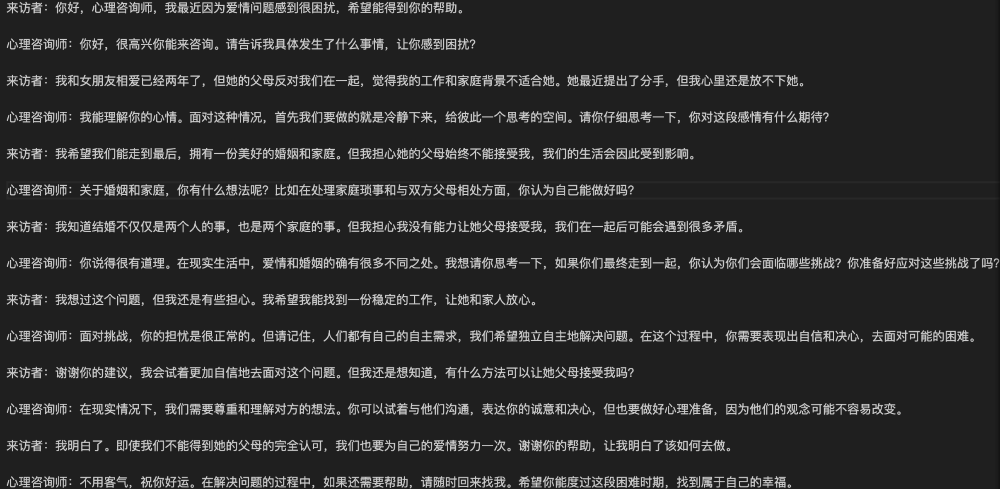 来访者：你好，心理咨询师，我最近因为爱情问题感到很困扰，希望能得到你的帮助。
心理咨询师：你好，很高兴你能来咨询。请告诉我具体发生了什么事情，让你感到困扰？
来访者：我和女朋友相爱已经两年了，但她的父母反对我们在一起，觉得我的工作和家庭背景不适合她。她最近提出了分手，但我心里还是放不下她。
心理咨询师：我能理解你的心情。面对这种情况，首先我们要做的就是冷静下来，给彼此一个思考的空间。请你仔细思考一下，你对这段感情有什么期待？
来访者：我希望我们能走到最后，拥有一份美好的婚姻和家庭。但我担心她的父母始终不能接受我，我们的生活会因此受到影响。
心理咨询师：关于婚姻和家庭，你有什么想法呢？比如在处理家庭琐事和与双方父母相处方面，你认为自己能做好吗？
来访者：我知道结婚不仅仅是两个人的事，也是两个家庭的事。但我担心我没有能力让她父母接受我，我们在一起后可能会遇到很多矛盾。
心理咨询师：你说得很有道理。在现实生活中，爱情和婚姻的确有很多不同之处。我想请你思考一下，如果你们最终走到一起，你认为你们会面临哪些挑战？你准备好应对这些挑战了吗？
来访者：我想过这个问题，但我还是有些担心。我希望我能找到一份稳定的工作，让她和家人放心。
心理咨询师：面对挑战，你的担忧是很正常的。但请记住，人们都有自己的自主需求，我们希望独立自主地解决问题。在这个过程中，你需要表现出自信和决心，去面对可能的困难。
来访者：谢谢你的建议，我会试着更加自信地去面对这个问题。但我还是想知道，有什么方法可以让她父母接受我吗？
心理咨询师：在现实情况下，我们需要尊重和理解对方的想法。你可以试着与他们沟通，表达你的诚意和决心，但也要做好心理准备，因为他们的观念可能不容易改变。
来访者：我明白了。即使我们不能得到她的父母的完全认可，我们也要为自己的爱情努力一次。谢谢你的帮助，让我明白了该如何去做。
心理咨询师：不用客气，祝你好运。在解决问题的过程中，如果还需要帮助，请随时回来找我。希望你能度过这段困难时期，找到属于自己的幸福。